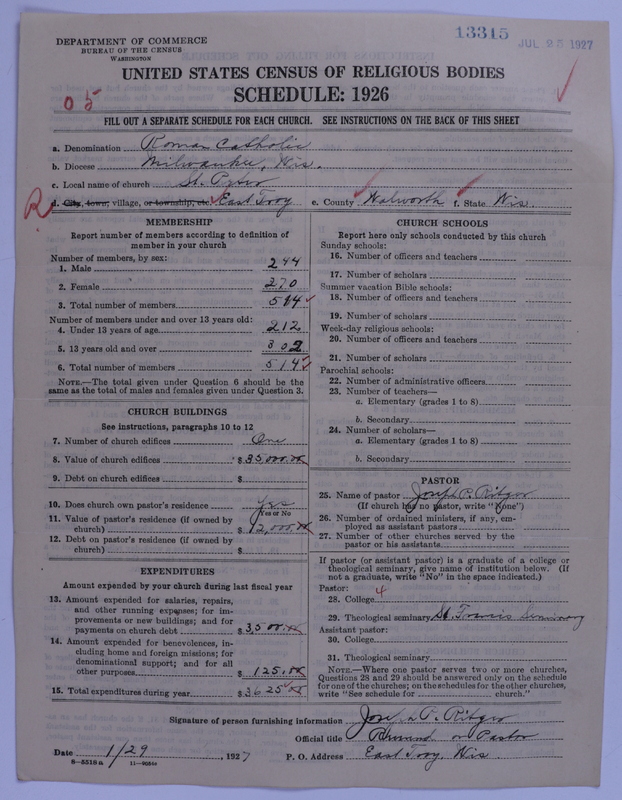 DEPARTMENT OF COMMERCE
BUREAU OF THE CENSUS
WASHINGTON
13315
JUL 25 1927
UNITED STATES CENSUS OF RELIGIOUS BODIES
SCHEDULE: 1926
05
FILL OUT A SEPARATE SCHEDULE FOR EACH CHURCH. SEE INSTRUCTIONS ON THE BACK OF THIS SHEET
a. Denomination Roman Catholic
b. Diocese Milwaukee, Wis.
c. Local name of church St. Peter
R d. City, town, village, or township, etc. East Troy e. County Walworth f. State Wis.
MEMBERSHIP
Report number of members according to definition of member in your church
Number of members, by sex:
1. Male 244
2. Female 270
3. Total number of members 514
Number of members under and over 13 years old:
4. Under 13 years of age 212
5. 13 years old and over 302
6. Total number of members 514
NOTE.—The total given under Question 6 should be the
same as the total of males and females given under Question 3.
CHURCH BUILDINGS
See instructions, paragraphs 10 to 12
7. Number of church edifices One
8. Value of church edifices $ 35000.00
9. Debt on church edifices $
10. Does church own pastor's residence? Yes
Yes or No
11. Value of pastor's residence (if owned by
church) $ 12,000.00
12. Debt on pastor's residence (if owned by
church) $
EXPENDITURES
Amount expended by your church during last fiscal year
13. Amount expended for salaries, repairs,
and other running expenses; for im-
provements or new buildings; and for
payments on church debt $ 3,500.00
14. Amount expended for benevolences, in-
cluding home and foreign missions; for
denominational support; and for all
other purposes $ 125.00
15. Total expenditures during year $ 3625.00
CHURCH SCHOOLS
Report here only schools conducted by this church
Sunday schools:
16. Number of officers and teachers
17. Number of scholars
Summer vacation Bible schools:
18. Number of officers and teachers
19. Number of scholars
Week-day religious schools:
20. Number of officers and teachers
21. Number of scholars
Parochial schools:
22. Number of administrative officers
23. Number of teachers—
a. Elementary (grades 1 to 8)
b. Secondary
24. Number of scholars—
a. Elementary (grades 1 to 8)
b. Secondary
PASTOR
25. Name of pastor Joseph P. Ritger
(If church has no pastor, write "None")
26. Number of ordained ministers, if any, em-
ployed as assistant pastors
27. Number of other churches served by the
pastor or his assistants
If pastor (or assistant pastor) is a graduate of a college or
theological seminary, give name of institution below. (If
not a graduate, write "No" in the space indicated.)
Pastor:
28. College 4
29. Theological seminary St. Francis Seminary
Assistant pastor:
30. College
31. Theological seminary
NOTE.—Where one pastor serves two or more churches,
Questions 28 and 29 should be answered only on the schedule
for one of the churches; on the schedules for the other churches,
write "See schedule for church."
Signature of person furnishing information Joseph P. Ritger
Official title Reverend or Pastor
Date 1/29, 1927 P. O. Address East Troy, Wis.